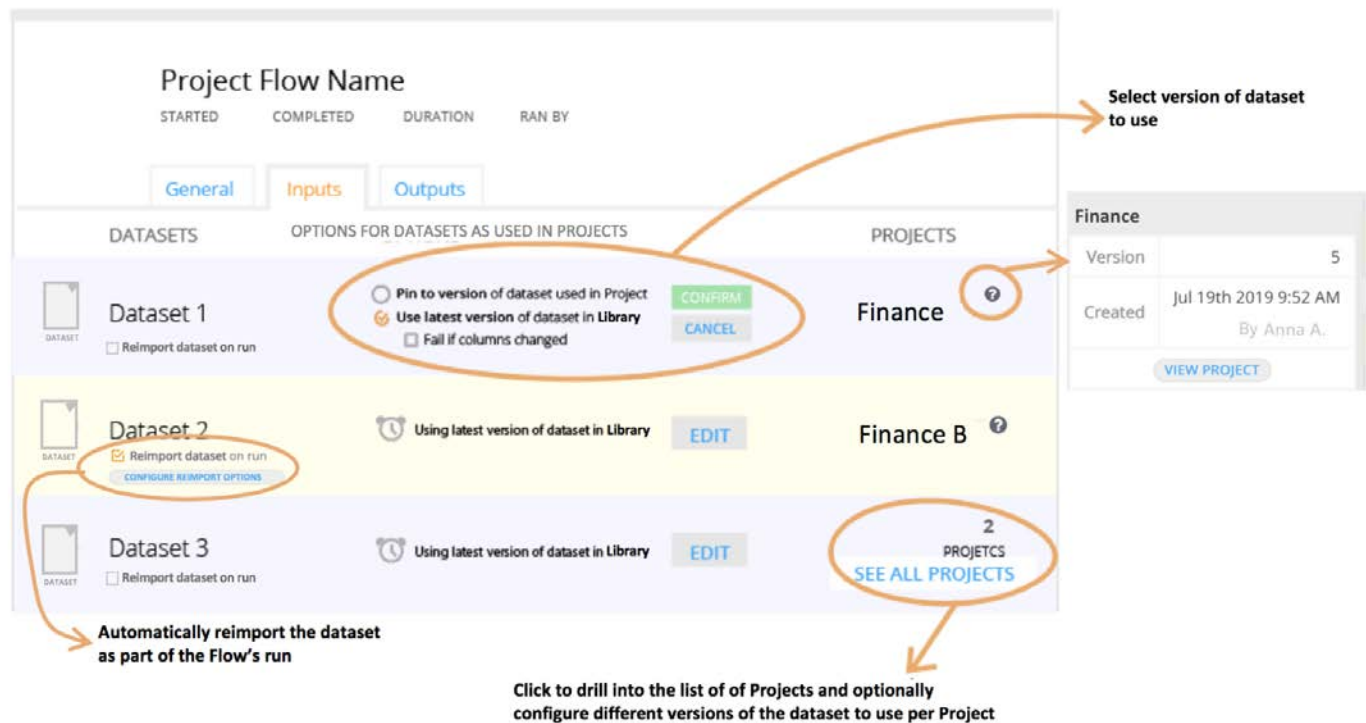 Project Flow Name
STARTED COMPLETED DURATION RAN BY
General Inputs Outputs
DATASETS OPTIONS FOR DATASETS AS USED IN PROJECTS PROJECTS
DATASET
Dataset 1
Reimport dataset on run
Pin to version of dataset used in Project
Use latest version of dataset in Library
Fail if columns changed
CONFIRM
CANCEL
Finance
?
DATASET
Dataset 2
Reimport dataset on run
CONFIGURE REIMPORT OPTIONS
Using latest version of dataset in Library
EDIT
Finance B
?
DATASET
Dataset 3
Reimport dataset on run
Using latest version of dataset in Library
EDIT
2
PROJETCS
SEE ALL PROJECTS
Select version of dataset
to use
Finance
Version 5
Created Jul 19th 2019 9:52 AM
By Anna A.
VIEW PROJECT
Automatically reimport the dataset
as part of the Flow's run
Click to drill into the list of of Projects and optionally
configure different versions of the dataset to use per Project